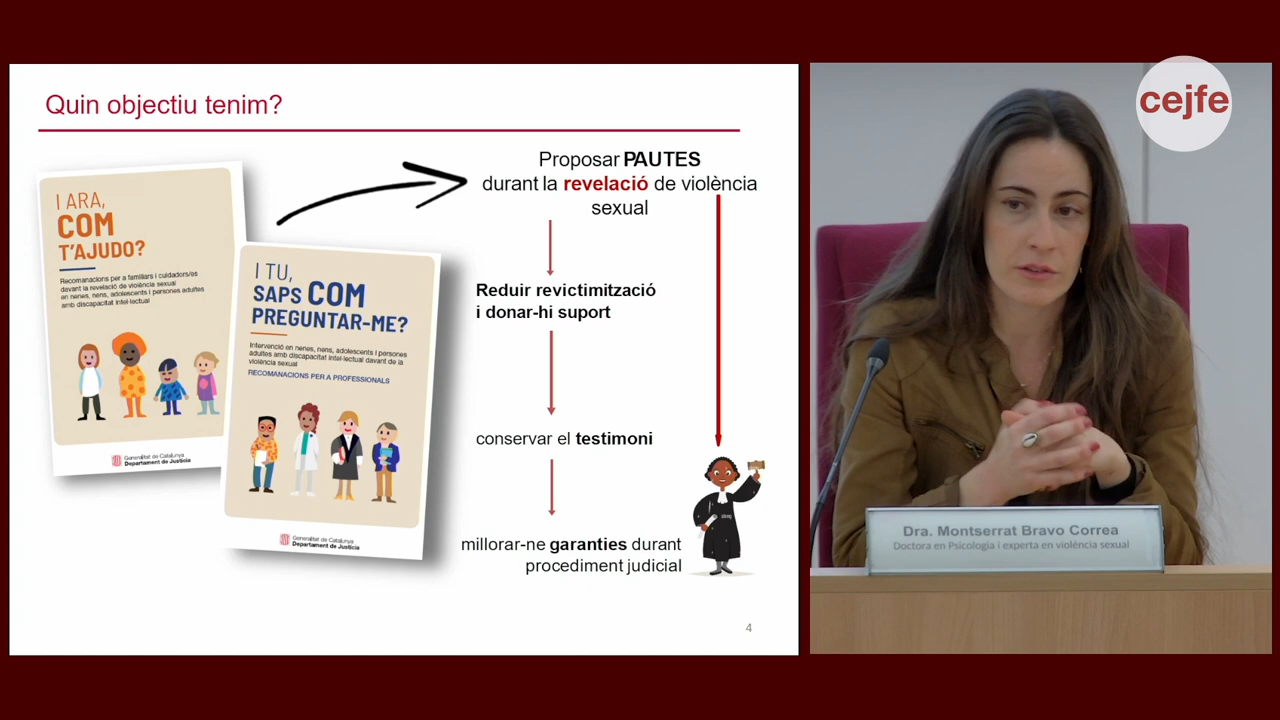 Quin objectiu tenim?
I ARA,
COM
T'AJUDO?
Recomanacions per a familiars i cuidadors/es
davant la revelació de violència sexual
en nenes, nens, adolescents i persones adultes
amb discapacitat intel·lectual
Generalitat de Catalunya
Departament de Justícia
I TU,
SAPS COM
PREGUNTAR-ME?
Intervenció en nenes, nens, adolescents i persones
adultes amb discapacitat intel·lectual davant de la
violència sexual
RECOMANACIONS PER A PROFESSIONALS
Generalitat de Catalunya
Departament de Justícia
Proposar PAUTES
durant la revelació de violència
sexual
Reduir revictimització
i donar-hi suport
conservar el testimoni
millorar-ne garanties durant
procediment judicial
4
cejfe
Dra. Montserrat Bravo Correa
Doctora en Psicologia i experta en violència sexual